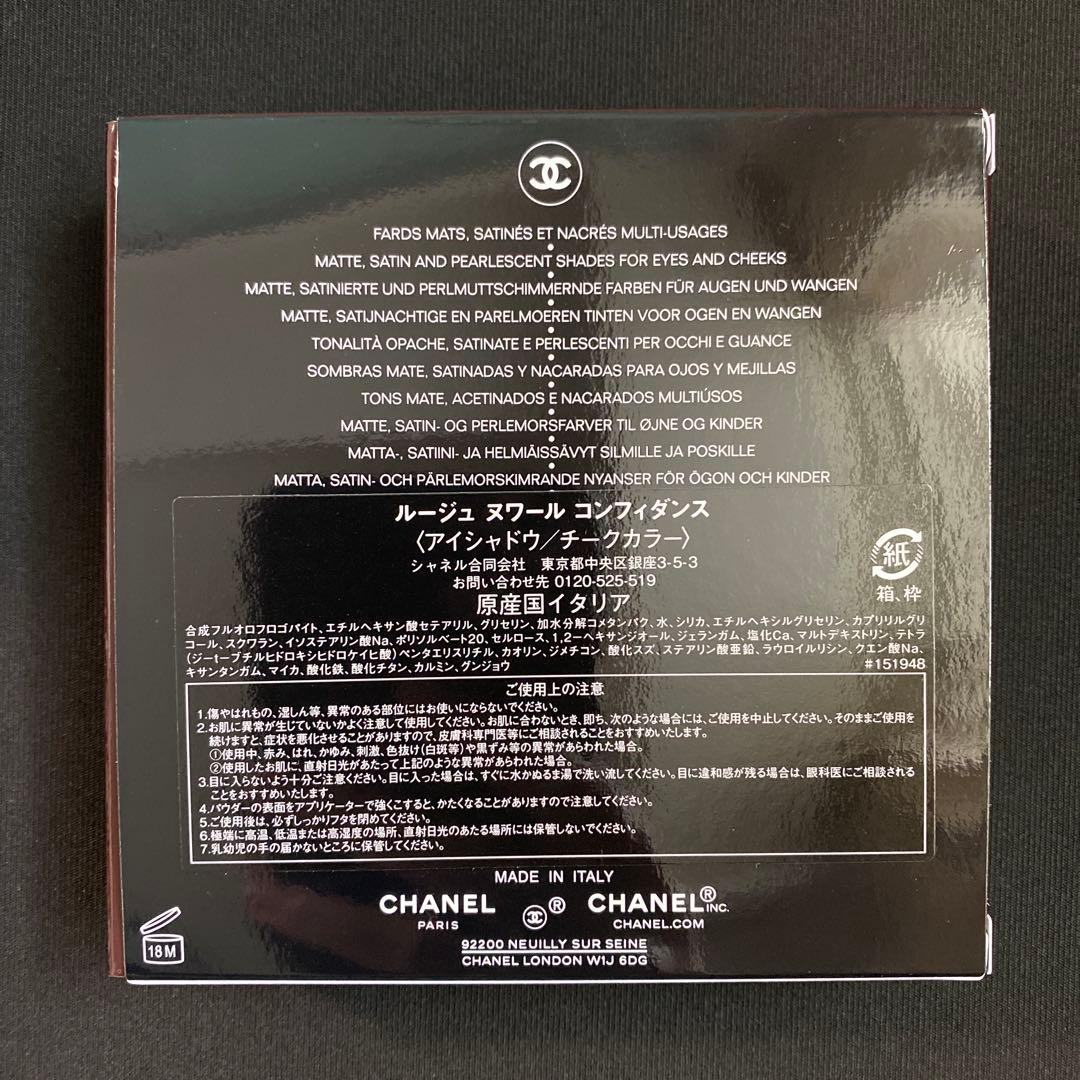 FARDS MATS, SATINÉS ET NACRÉS MULTI-USAGES
MATTE, SATIN AND PEARLESCENT SHADES FOR EYES AND CHEEKS
MATTE, SATINIERTE UND PERLMUTTSCHIMMERNDE FARBEN FÜR AUGEN UND WANGEN
MATTE, SATIJNACHTIGE EN PARELMOEREN TINTEN VOOR OGEN EN WANGEN
TONALITÀ OPACHE, SATINATE E PERLESCENTI PER OCCHI E GUANCE
SOMBRAS MATE, SATINADAS Y NACARADAS PARA OJOS Y MEJILLAS
TONS MATE, ACETINADOS E NACARADOS MULTIÚSOS
MATTE, SATIN- OG PERLEMORSFARVER TIL ØJNE OG KINDER
MATTA-, SATIINI- JA HELMIÄISSÄVYT SILMILLE JA POSKILLE
MATTA, SATIN- OCH PÄRLEMORSKIMRANDE NYANSER FÖR ÖGON OCH KINDER
ルージュ ヌワール コンフィダンス
〈アイシャドウ/チークカラー〉
シャネル合同会社 東京都中央区銀座3-5-3
お問い合わせ先 0120-525-519
原産国イタリア
紙
箱、枠
合成フルオロフロゴパイト、エチルヘキサン酸セテアリル、グリセリン、加水分解コメタンパク、水、シリカ、エチルヘキシルグリセリン、カプリリルグリ
コール、スクワラン、イソステアリン酸Na、ポリソルベート20、セルロース、1,2-ヘキサンジオール、ジェランガム、塩化Ca、マルトデキストリン、テトラ
(ジ-t-ブチルヒドロキシヒドロケイヒ酸)ペンタエリスリチル、カオリン、ジメチコン、酸化スズ、ステアリン酸亜鉛、ラウロイルリシン、クエン酸Na、
キサンタンガム、マイカ、酸化鉄、酸化チタン、カルミン、グンジョウ #151948
ご使用上の注意
1.傷やはれもの、湿しん等、異常のある部位にはお使いにならないでください。
2.お肌に異常が生じていないかよく注意して使用してください。お肌に合わないとき、即ち、次のような場合には、ご使用を中止してください。そのままご使用を
続けますと、症状を悪化させることがありますので、皮膚科専門医等にご相談されることをおすすめいたします。
①使用中、赤み、はれ、かゆみ、刺激、色抜け(白斑等)や黒ずみ等の異常があらわれた場合。
②使用したお肌に、直射日光があたって上記のような異常があらわれた場合。
3.目に入らないよう十分ご注意ください。目に入った場合は、すぐに水かぬるま湯で洗い流してください。目に違和感が残る場合は、眼科医にご相談される
ことをおすすめいたします。
4.パウダーの表面をアプリケーターで強くこすると、かたくなることがありますので注意してください。
5.ご使用後は、必ずしっかりフタを閉めてください。
6.極端に高温、低温または高湿度の場所、直射日光のあたる場所には保管しないでください。
7.乳幼児の手の届かないところに保管してください。
MADE IN ITALY
CHANEL ® CHANEL® INC.
PARIS CHANEL.COM
92200 NEUILLY SUR SEINE
CHANEL LONDON W1J 6DG
18 M